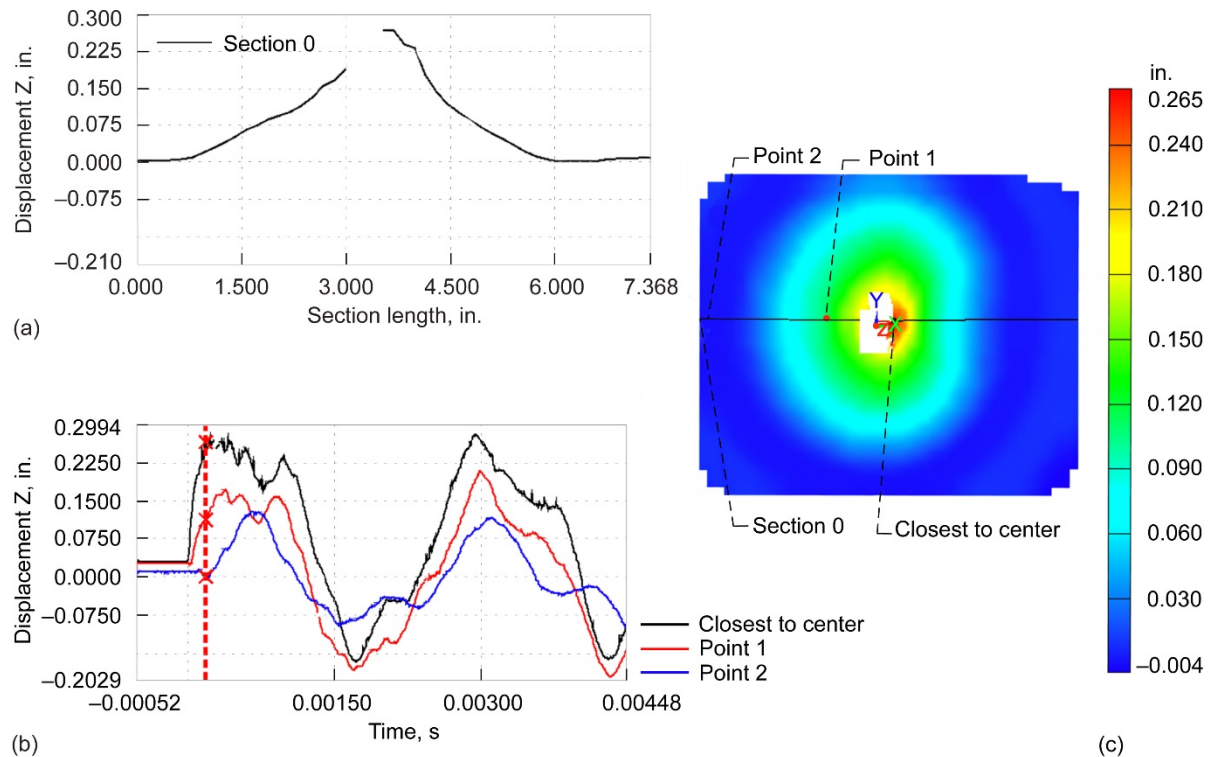 0.300
0.225
0.150
0.075
0.000
–0.075
–0.210
Displacement Z, in.
Section 0
0.000 1.500 3.000 4.500 6.000 7.368
Section length, in.
(a)
0.2994
0.2250
0.1500
0.0750
0.0000
–0.0750
–0.2029
Displacement Z, in.
–0.00052 0.00150 0.00300 0.00448
Time, s
(b)
Closest to center
Point 1
Point 2
Point 2 Point 1
Y
Z X
Section 0 Closest to center
in.
0.265
0.240
0.210
0.180
0.150
0.120
0.090
0.060
0.030
–0.004
(c)